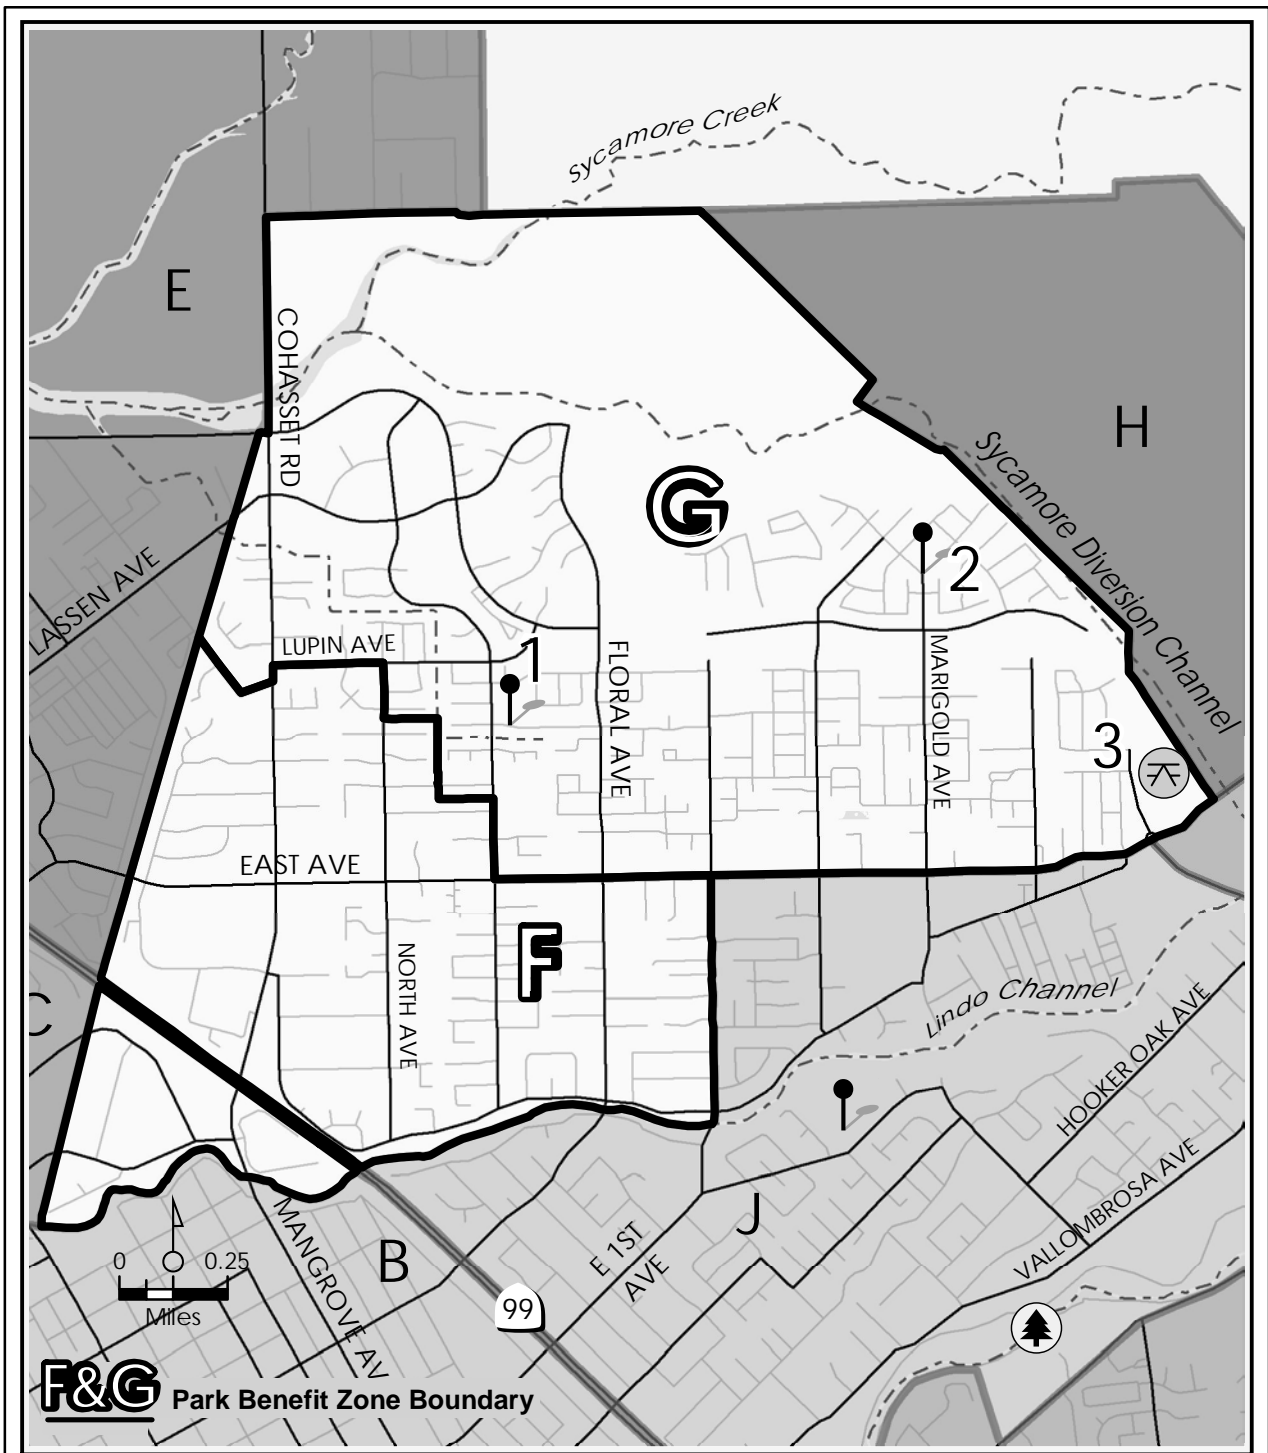 Sycamore Creek
E
COHASSET RD
H
G
Sycamore Diversion Channel
2
LASSEN AVE
LUPIN AVE
1
FLORAL AVE
MARIGOLD AVE
3
EAST AVE
F
NORTH AVE
C
Lindo Channel
HOOKER OAK AVE
VALLOMBROSA AVE
J
MANGROVE AV
B
E 1ST
AVE
0 0.25
Miles
99
F&G Park Benefit Zone Boundary